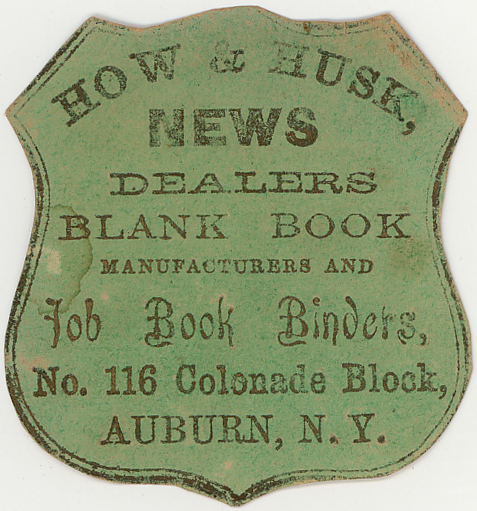 HOW & HUSK,
NEWS
DEALERS
BLANK BOOK
MANUFACTURERS AND
Job Book Binders,
No. 116 Colonade Block,
AUBURN, N. Y.